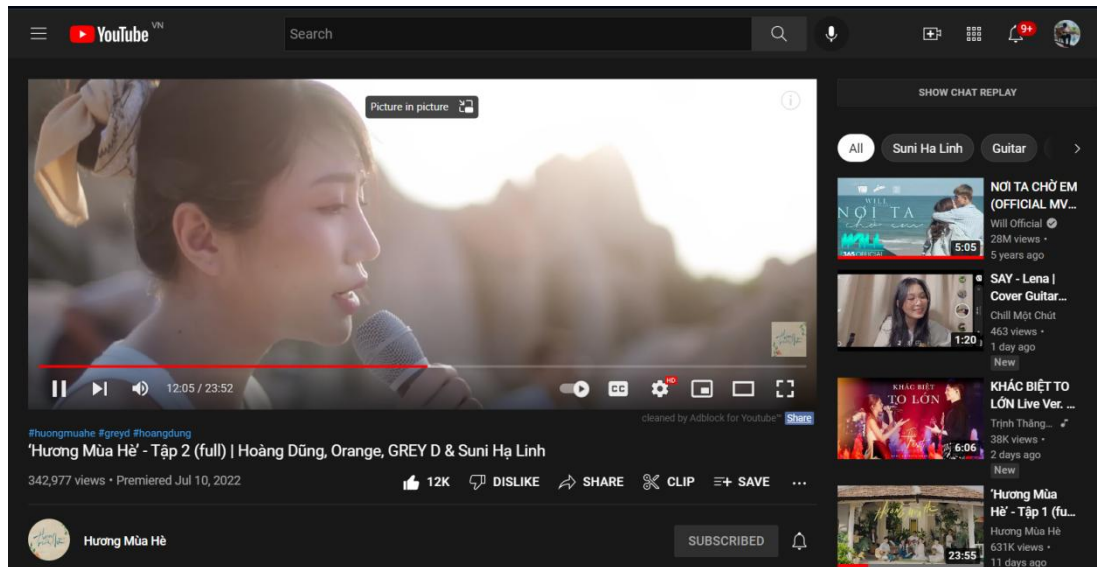 YouTube VN
Search
9+
Picture in picture
12:05 / 23:52
CC
HD
cleaned by Adblock for Youtube™ Share
#huongmuahe #greyd #hoangdung
'Hương Mùa Hè' - Tập 2 (full) | Hoàng Dũng, Orange, GREY D & Suni Hạ Linh
342,977 views • Premiered Jul 10, 2022
12K DISLIKE SHARE CLIP SAVE ...
Hương Mùa Hè
SUBSCRIBED
SHOW CHAT REPLAY
All Suni Ha Linh Guitar
WILL
NƠI TA
chờ em
5:05
NƠI TA CHỜ EM
(OFFICIAL MV...
Will Official
28M views •
5 years ago
1:20
SAY - Lena |
Cover Guitar...
Chill Một Chút
463 views •
1 day ago
New
KHÁC BIỆT
TO LỚN
6:06
KHÁC BIỆT TO
LỚN Live Ver. ...
Trịnh Thăng...
38K views •
2 days ago
New
Hương Mùa Hè
23:55
'Hương Mùa
Hè' - Tập 1 (fu...
Hương Mùa Hè
631K views •
11 days ago